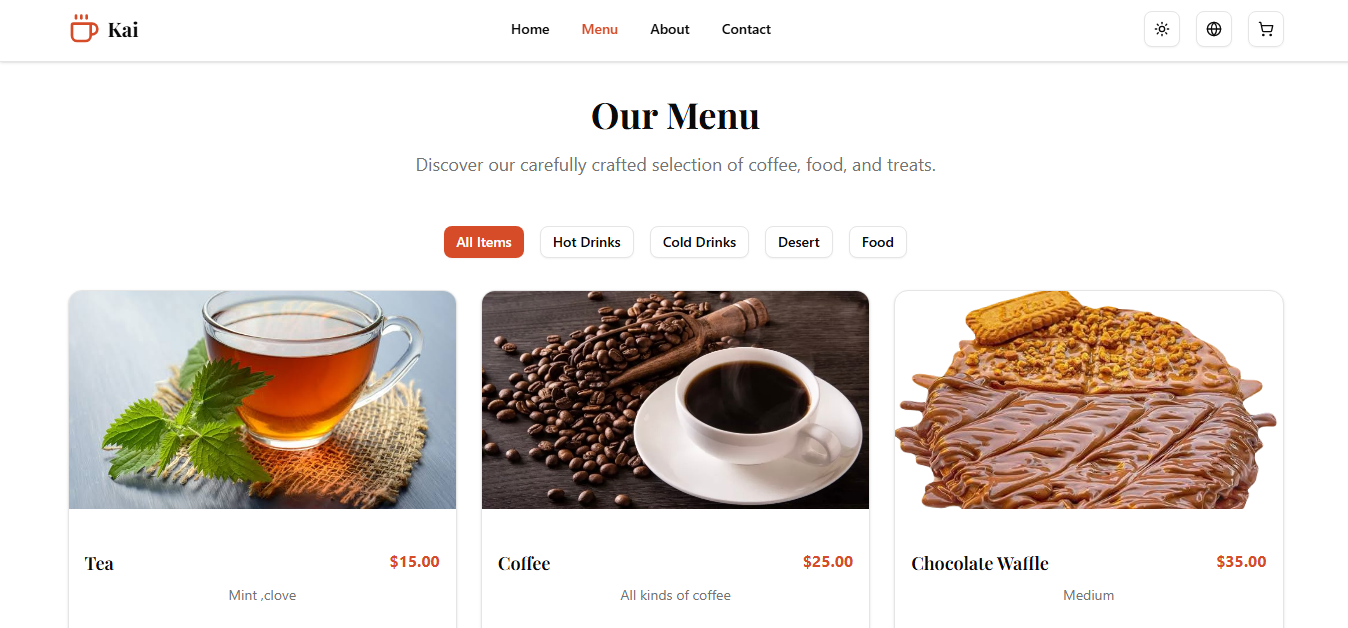 Kai
Home Menu About Contact
Our Menu
Discover our carefully crafted selection of coffee, food, and treats.
All Items Hot Drinks Cold Drinks Desert Food
Tea $15.00
Mint ,clove
Coffee $25.00
All kinds of coffee
Chocolate Waffle $35.00
Medium